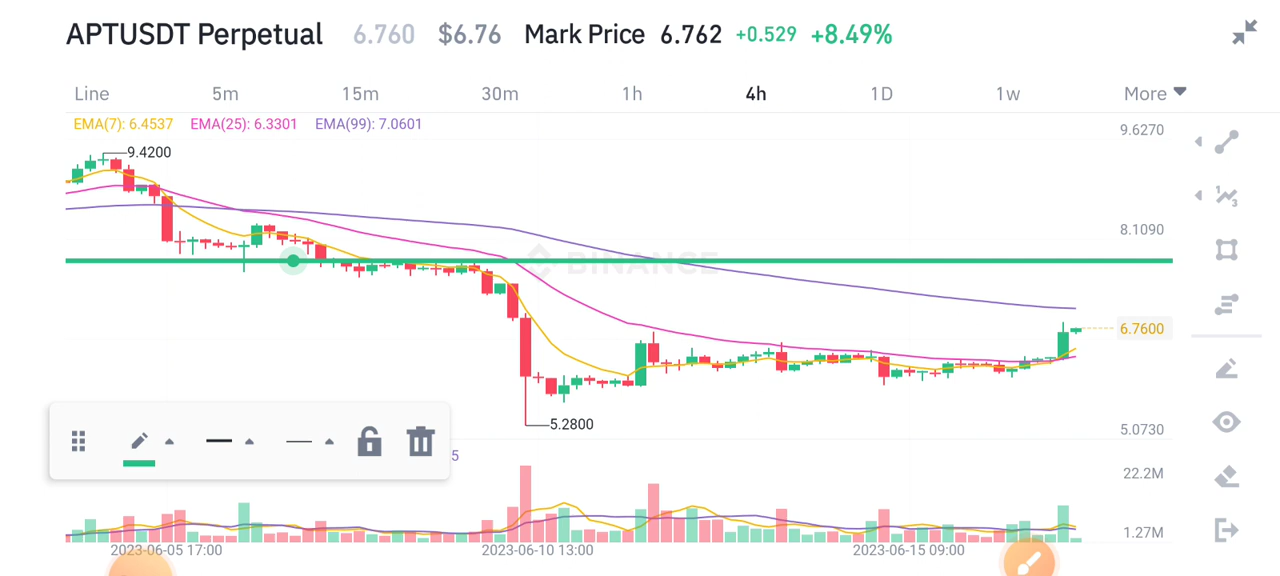 APTUSDT Perpetual 6.760 $6.76 Mark Price 6.762 +0.529 +8.49%
Line 5m 15m 30m 1h 4h 1D 1w More
EMA(7): 6.4537 EMA(25): 6.3301 EMA(99): 7.0601
9.6270
9.4200
8.1090
BINANCE
6.7600
5.2800
5.0730
5
22.2M
1.27M
2023-06-05 17:00 2023-06-10 13:00 2023-06-15 09:00